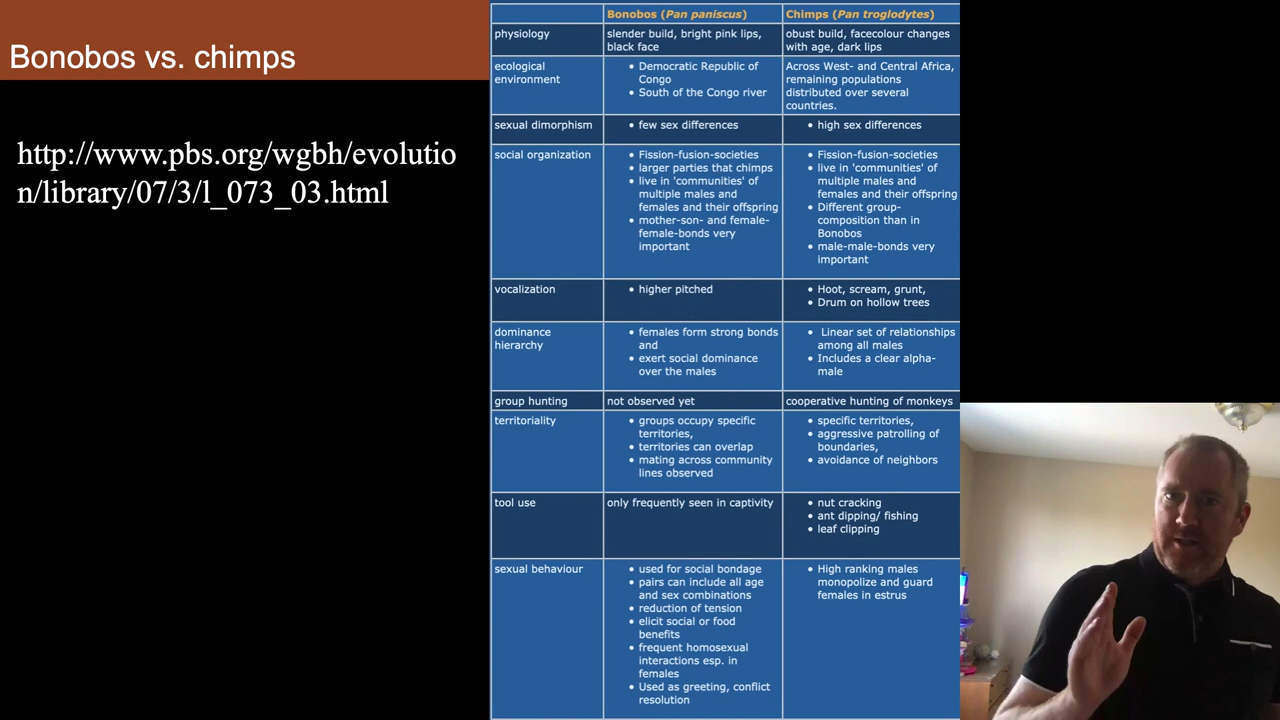 Bonobos vs. chimps
http://www.pbs.org/wgbh/evolutio
n/library/07/3/l_073_03.html
Bonobos (Pan paniscus)
Chimps (Pan troglodytes)
physiology
slender build, bright pink lips,
black face
obust build, facecolour changes
with age, dark lips
ecological
environment
• Democratic Republic of
Congo
• South of the Congo river
Across West- and Central Africa,
remaining populations
distributed over several
countries.
sexual dimorphism
• few sex differences
• high sex differences
social organization
• Fission-fusion-societies
• larger parties that chimps
• live in 'communities' of
multiple males and
females and their offspring
• mother-son- and female-
female-bonds very
important
• Fission-fusion-societies
• live in 'communities' of
multiple males and
females and their offspring
• Different group-
composition than in
Bonobos
• male-male-bonds very
important
vocalization
• higher pitched
• Hoot, scream, grunt,
• Drum on hollow trees
dominance
hierarchy
• females form strong bonds
and
• exert social dominance
over the males
• Linear set of relationships
among all males
• Includes a clear alpha-
male
group hunting
not observed yet
cooperative hunting of monkeys
territoriality
• groups occupy specific
territories,
• territories can overlap
• mating across community
lines observed
• specific territories,
• aggressive patrolling of
boundaries,
• avoidance of neighbors
tool use
only frequently seen in captivity
• nut cracking
• ant dipping/ fishing
• leaf clipping
sexual behaviour
• used for social bondage
• pairs can include all age
and sex combinations
• reduction of tension
• elicit social or food
benefits
• frequent homosexual
interactions esp. in
females
• Used as greeting, conflict
resolution
• High ranking males
monopolize and guard
females in estrus